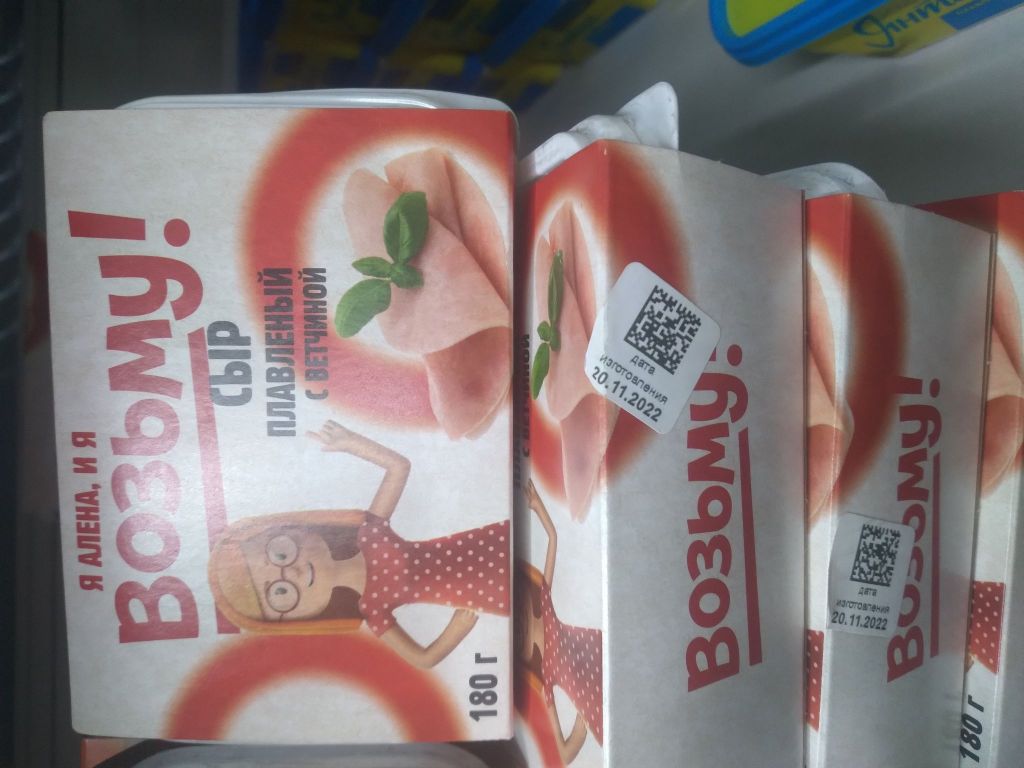 Я АЛЕНА, И Я
Возьму!
СЫР
ПЛАВЛЕНЫЙ
С ВЕТЧИНОЙ
180 г
дата
изготовления
20.11.2022
Возьму!
дата
изготовления
20.11.2022
Возьму!
180 г
Янта